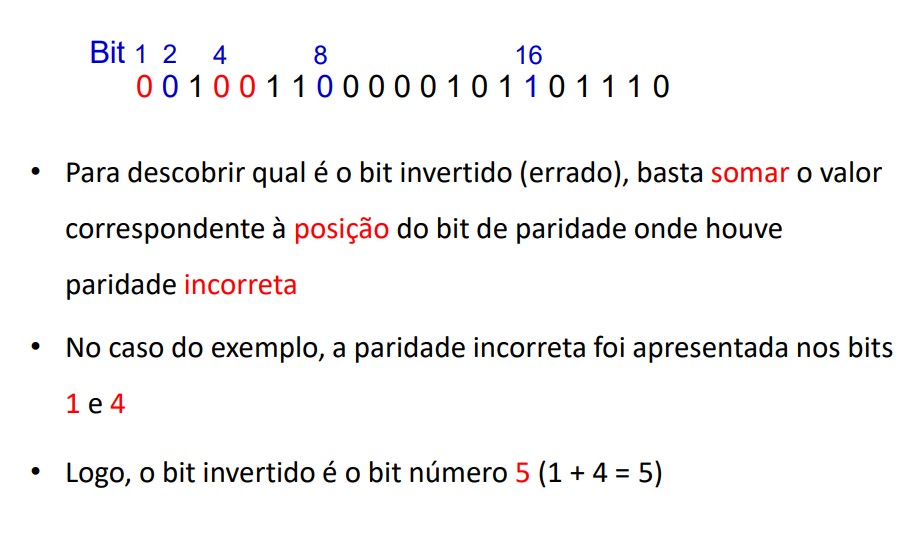 Bit 1 2 4 8 16
0 0 1 0 0 1 1 0 0 0 0 0 1 0 1 1 0 1 1 1 0
• Para descobrir qual é o bit invertido (errado), basta somar o valor
correspondente à posição do bit de paridade onde houve
paridade incorreta
• No caso do exemplo, a paridade incorreta foi apresentada nos bits
1 e 4
• Logo, o bit invertido é o bit número 5 (1 + 4 = 5)